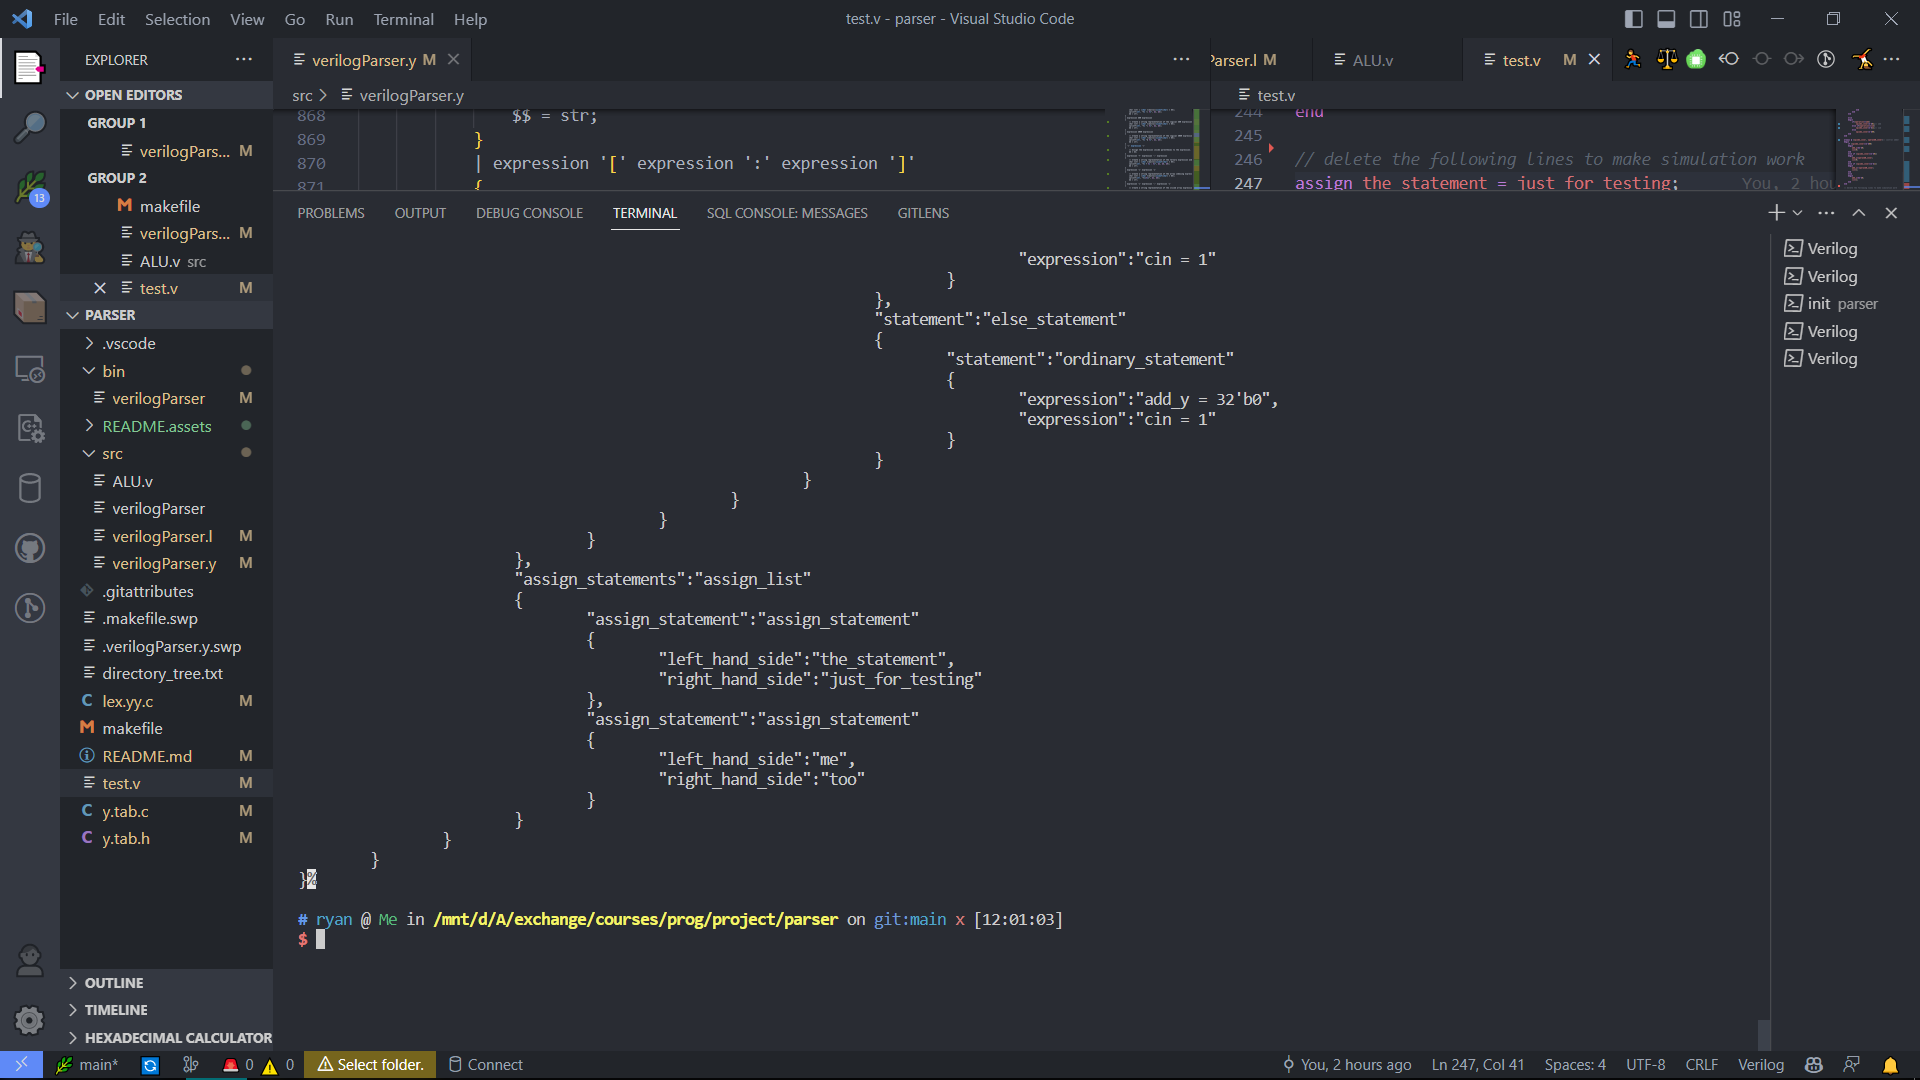 File Edit Selection View Go Run Terminal Help
test.v - parser - Visual Studio Code
EXPLORER
OPEN EDITORS
GROUP 1
verilogPars... M
GROUP 2
makefile
verilogPars... M
ALU.v src
test.v M
PARSER
.vscode
bin
verilogParser M
README.assets
src
ALU.v
verilogParser
verilogParser.l M
verilogParser.y M
.gitattributes
.makefile.swp
.verilogParser.y.swp
directory_tree.txt
lex.yy.c M
makefile
README.md M
test.v M
y.tab.c M
y.tab.h M
OUTLINE
TIMELINE
HEXADECIMAL CALCULATOR
13
verilogParser.y M
src > verilogParser.y
868 $$ = str;
869 }
870 | expression '[' expression ':' expression ']'
871 {
Parser.l M
ALU.v
test.v M
test.v
244 end
245
246 // delete the following lines to make simulation work
247 assign the_statement = just_for_testing; You, 2 hou
PROBLEMS OUTPUT DEBUG CONSOLE TERMINAL SQL CONSOLE: MESSAGES GITLENS
"expression":"cin = 1"
}
},
"statement":"else_statement"
{
"statement":"ordinary_statement"
{
"expression":"add_y = 32'b0",
"expression":"cin = 1"
}
}
}
}
}
}
},
"assign_statements":"assign_list"
{
"assign_statement":"assign_statement"
{
"left_hand_side":"the_statement",
"right_hand_side":"just_for_testing"
},
"assign_statement":"assign_statement"
{
"left_hand_side":"me",
"right_hand_side":"too"
}
}
}
}
}%
# ryan @ Me in /mnt/d/A/exchange/courses/prog/project/parser on git:main x [12:01:03]
$
Verilog
Verilog
init parser
Verilog
Verilog
main* 0 0 Select folder. Connect
You, 2 hours ago Ln 247, Col 41 Spaces: 4 UTF-8 CRLF Verilog